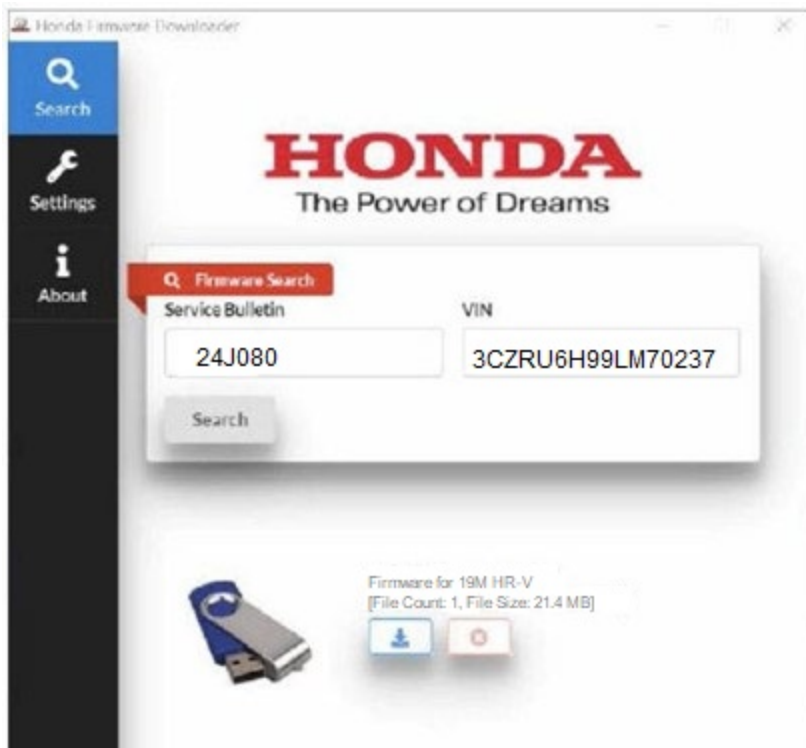 Honda Firmware Downloader
Search
Settings
About
HONDA
The Power of Dreams
Firmware Search
Service Bulletin
VIN
24J080
3CZRU6H99LM70237
Search
Firmware for 19M HR-V
[File Count: 1, File Size: 21.4 MB]